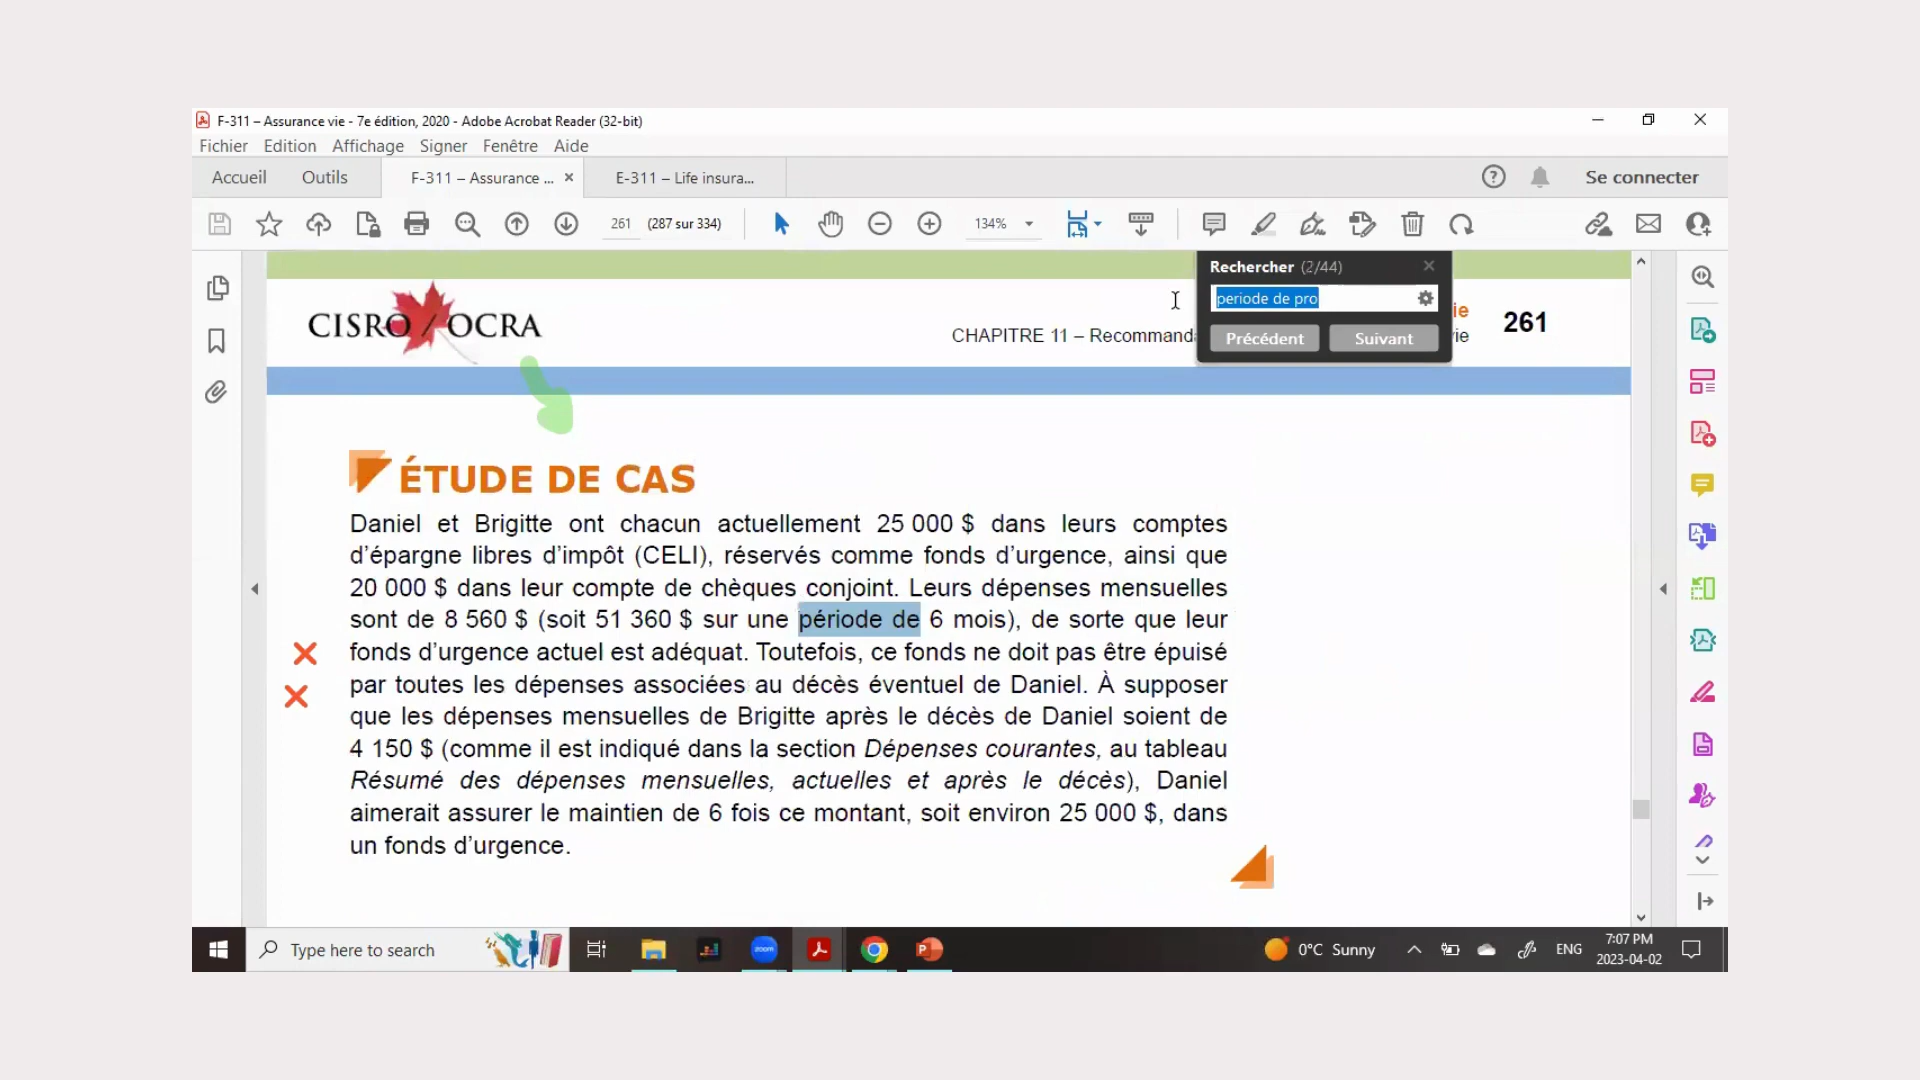 F-311 – Assurance vie - 7e édition, 2020 - Adobe Acrobat Reader (32-bit)
Fichier Edition Affichage Signer Fenêtre Aide
Accueil Outils F-311 – Assurance ... × E-311 – Life insura... Se connecter
261 (287 sur 334) 134%
Rechercher (2/44)
periode de pro
Précédent Suivant
CISRO / OCRA
ie
CHAPITRE 11 – Recommanda
ie
261
ÉTUDE DE CAS
Daniel et Brigitte ont chacun actuellement 25 000 $ dans leurs comptes
d’épargne libres d’impôt (CELI), réservés comme fonds d’urgence, ainsi que
20 000 $ dans leur compte de chèques conjoint. Leurs dépenses mensuelles
sont de 8 560 $ (soit 51 360 $ sur une période de 6 mois), de sorte que leur
fonds d’urgence actuel est adéquat. Toutefois, ce fonds ne doit pas être épuisé
par toutes les dépenses associées au décès éventuel de Daniel. À supposer
que les dépenses mensuelles de Brigitte après le décès de Daniel soient de
4 150 $ (comme il est indiqué dans la section Dépenses courantes, au tableau
Résumé des dépenses mensuelles, actuelles et après le décès), Daniel
aimerait assurer le maintien de 6 fois ce montant, soit environ 25 000 $, dans
un fonds d’urgence.
Type here to search
zoom
0°C Sunny
ENG
7:07 PM
2023-04-02